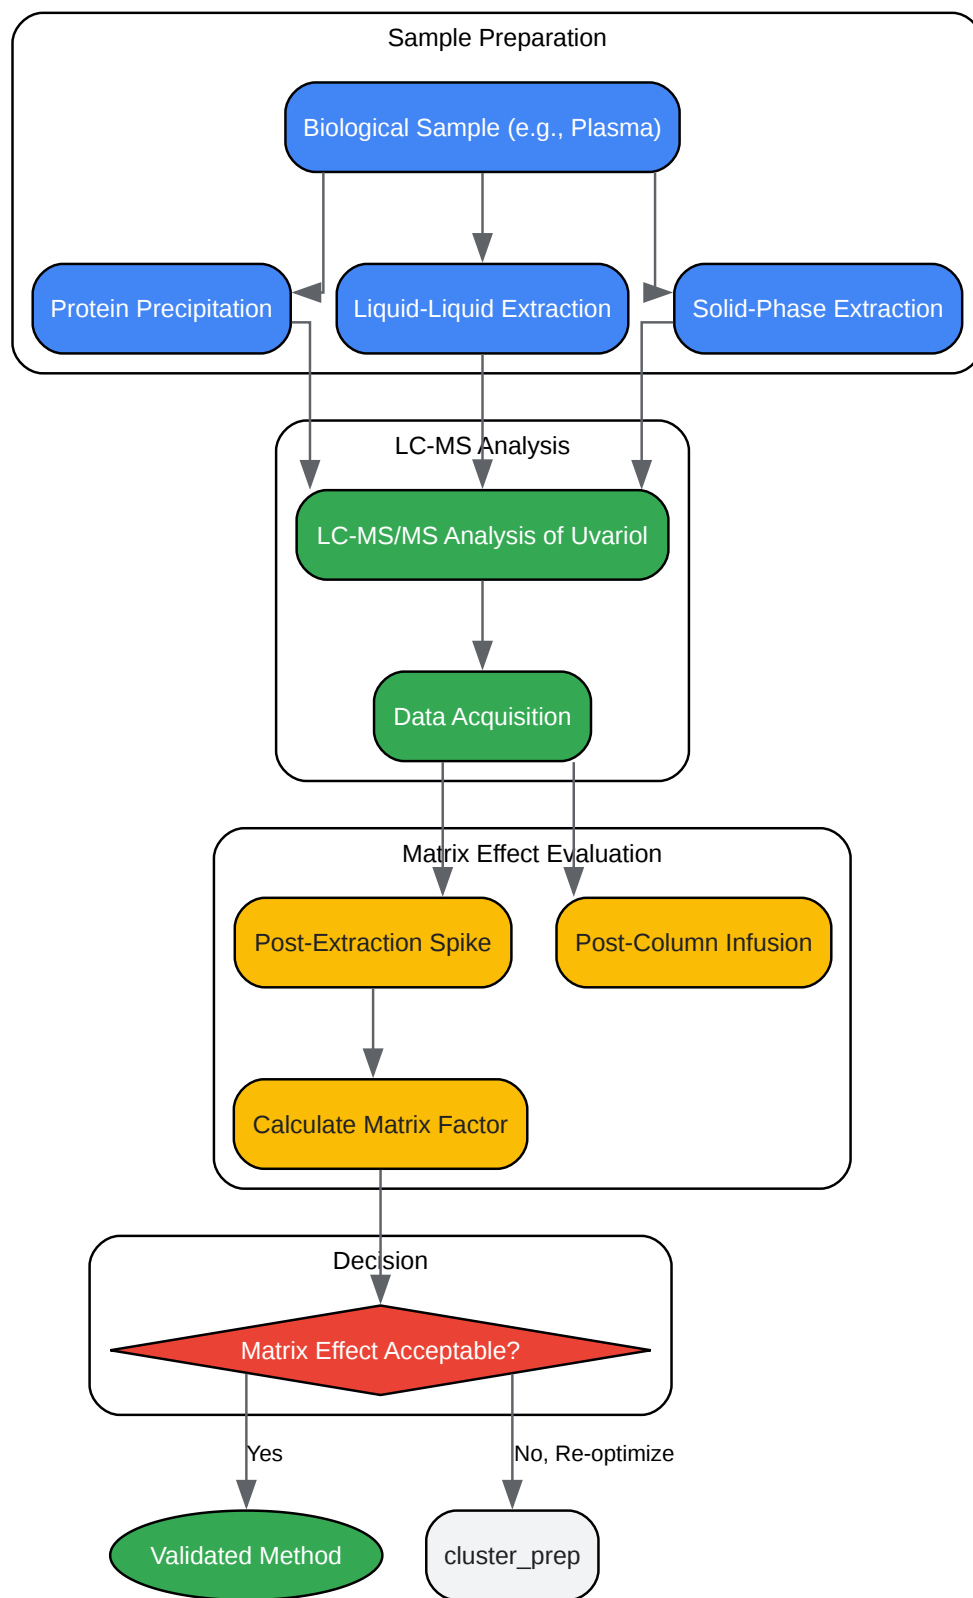 Sample Preparation
Biological Sample (e.g., Plasma)
Protein Precipitation
Liquid-Liquid Extraction
Solid-Phase Extraction
LC-MS Analysis
LC-MS/MS Analysis of Uvariol
Data Acquisition
Matrix Effect Evaluation
Post-Extraction Spike
Post-Column Infusion
Calculate Matrix Factor
Decision
Matrix Effect Acceptable?
Yes
No, Re-optimize
Validated Method
cluster_prep